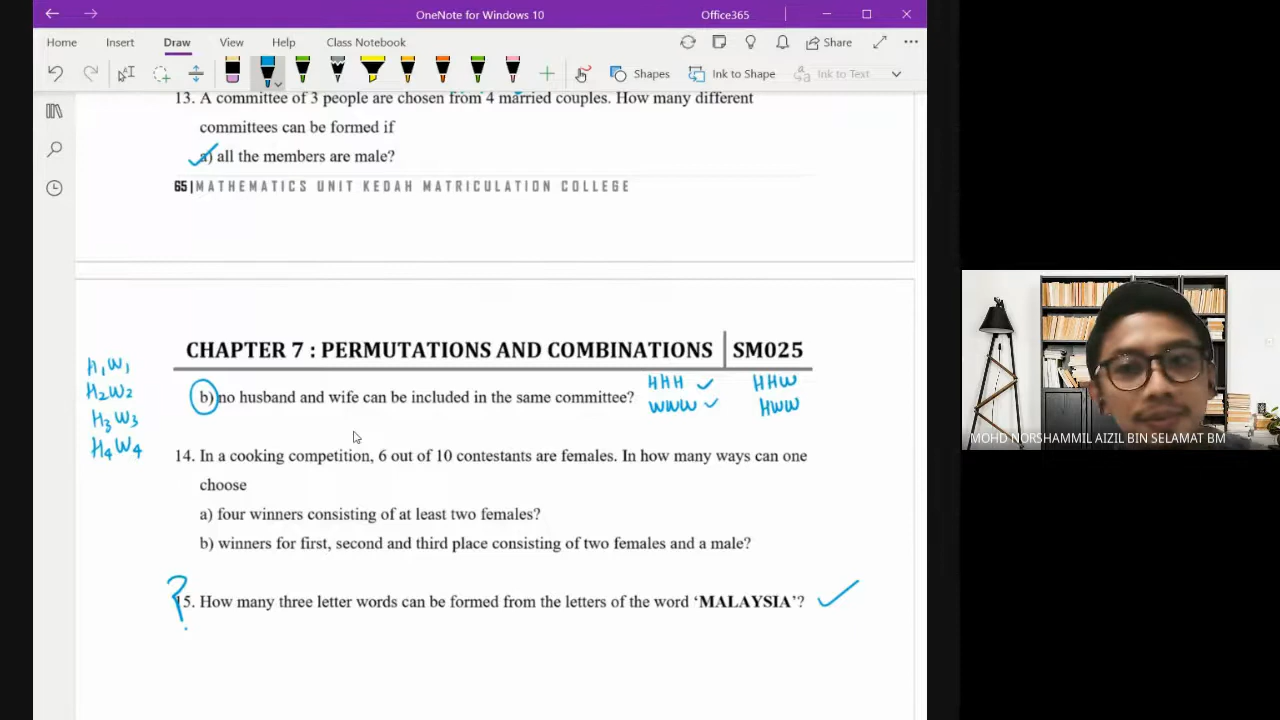 OneNote for Windows 10
Office365
Home Insert Draw View Help Class Notebook
Share
Shapes Ink to Shape Ink to Text
13. A committee of 3 people are chosen from 4 married couples. How many different
committees can be formed if
a) all the members are male?
65|MATHEMATICS UNIT KEDAH MATRICULATION COLLEGE
CHAPTER 7 : PERMUTATIONS AND COMBINATIONS SM025
H₁W₁
H₂W₂
H₃W₃
H₄W₄
b) no husband and wife can be included in the same committee?
HHH ✓ HHW
WWW ✓ HWW
14. In a cooking competition, 6 out of 10 contestants are females. In how many ways can one
choose
a) four winners consisting of at least two females?
b) winners for first, second and third place consisting of two females and a male?
? 15. How many three letter words can be formed from the letters of the word ‘MALAYSIA’? ✓
MOHD NORSHAMMIL AIZIL BIN SELAMAT BM